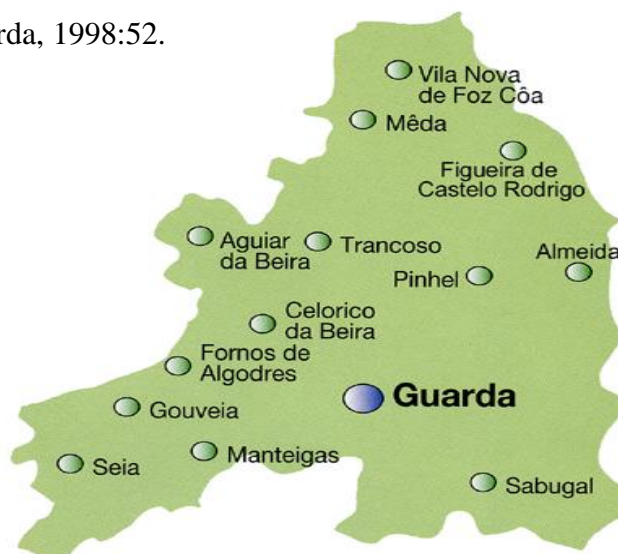 rda, 1998:52.
Vila Nova
de Foz Côa
Mêda
Figueira de
Castelo Rodrigo
Aguiar
da Beira
Trancoso
Almeida
Pinhel
Celorico
da Beira
Fornos de
Algodres
Guarda
Gouveia
Manteigas
Seia
Sabugal